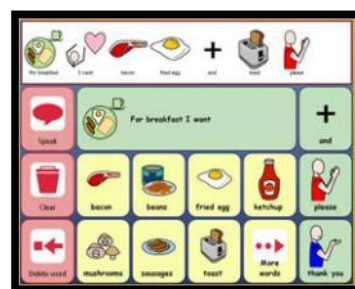 For breakfast I want bacon fried egg and toast please
Speak For breakfast I want and
Clear bacon beans fried egg ketchup please
More
Delete word mushrooms sausages toast words thank you